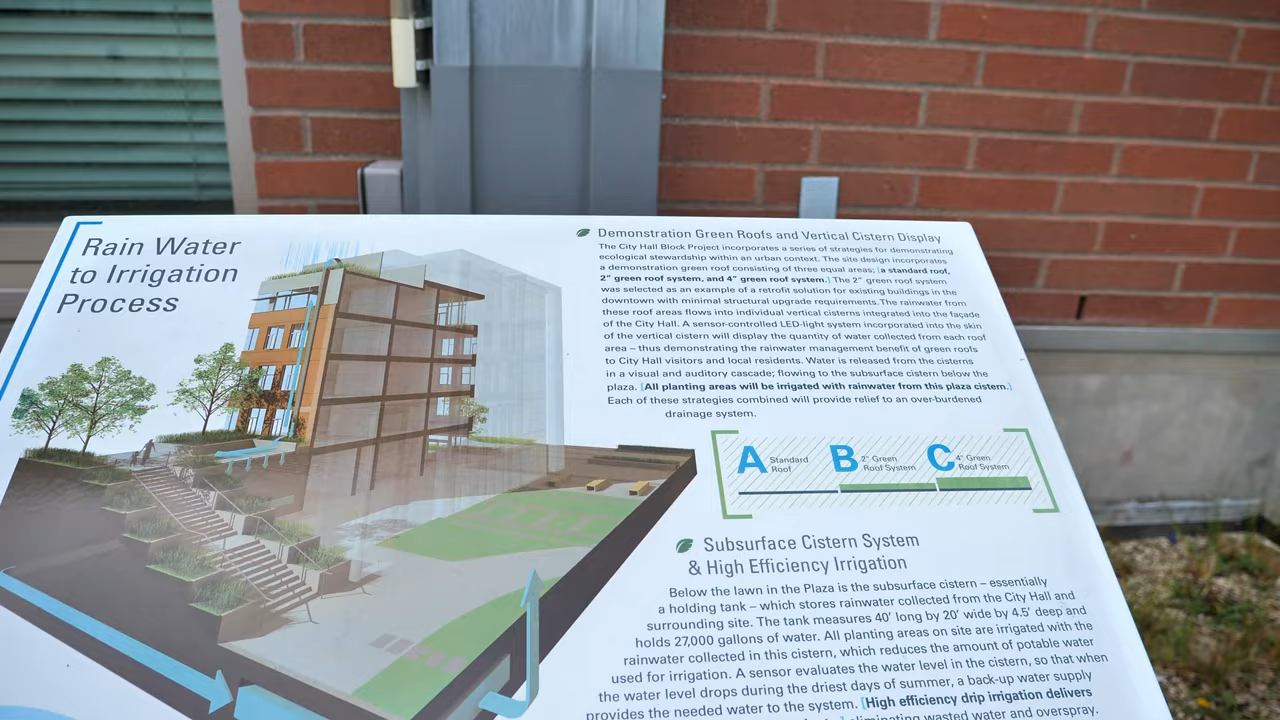 Rain Water
to Irrigation
Process
Demonstration Green Roofs and Vertical Cistern Display
The City Hall Block Project incorporates a series of strategies for demonstrating
ecological stewardship within an urban context. The site design incorporates
a demonstration green roof consisting of three equal areas; [a standard roof,
2" green roof system, and 4" green roof system.] The 2" green roof system
was selected as an example of a retrofit solution for existing buildings in the
downtown with minimal structural upgrade requirements. The rainwater from
these roof areas flows into individual vertical cisterns integrated into the façade
of the City Hall. A sensor-controlled LED-light system incorporated into the skin
of the vertical cistern will display the quantity of water collected from each roof
area – thus demonstrating the rainwater management benefit of green roofs
to City Hall visitors and local residents. Water is released from the cisterns
in a visual and auditory cascade; flowing to the subsurface cistern below the
plaza. [All planting areas will be irrigated with rainwater from this plaza cistern.]
Each of these strategies combined will provide relief to an over-burdened
drainage system.
A Standard Roof
B 2" Green Roof System
C 4" Green Roof System
Subsurface Cistern System
& High Efficiency Irrigation
Below the lawn in the Plaza is the subsurface cistern – essentially
a holding tank – which stores rainwater collected from the City Hall and
surrounding site. The tank measures 40' long by 20' wide by 4.5' deep and
holds 27,000 gallons of water. All planting areas on site are irrigated with the
rainwater collected in this cistern, which reduces the amount of potable water
used for irrigation. A sensor evaluates the water level in the cistern, so that when
the water level drops during the driest days of summer, a back-up water supply
provides the needed water to the system. [High efficiency drip irrigation delivers
eliminating wasted water and overspray.